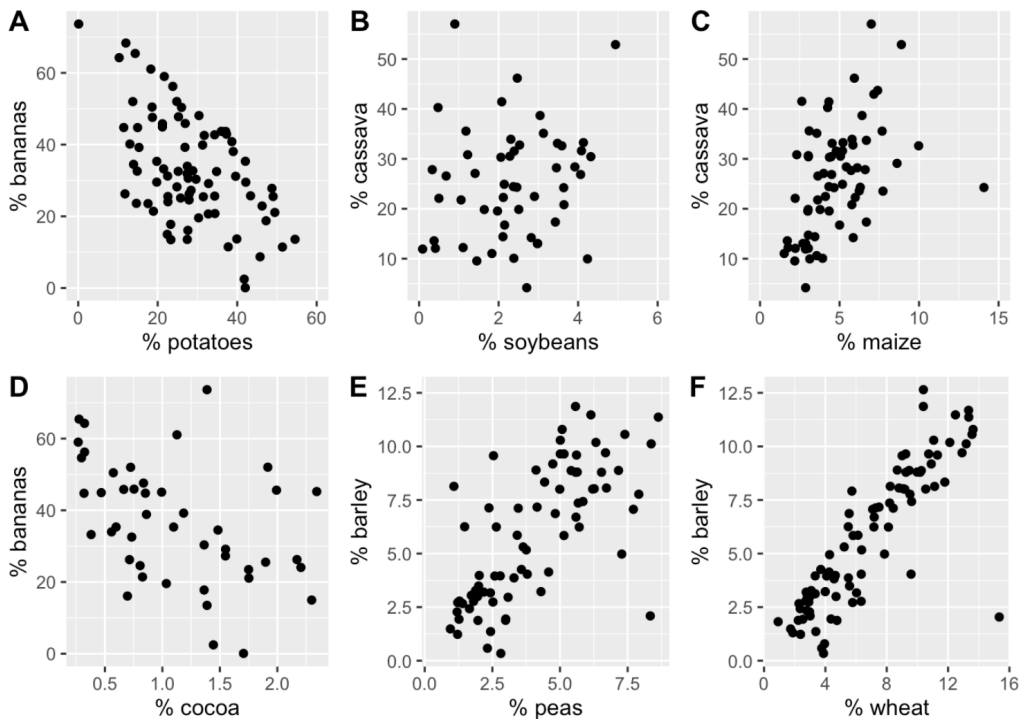 A
% bananas
60
40
20
0
0 20 40 60
% potatoes
B
% cassava
50
40
30
20
10
0 2 4 6
% soybeans
C
% cassava
50
40
30
20
10
0 5 10 15
% maize
D
% bananas
60
40
20
0
0.5 1.0 1.5 2.0
% cocoa
E
% barley
12.5
10.0
7.5
5.0
2.5
0.0
0.0 2.5 5.0 7.5
% peas
F
% barley
12.5
10.0
7.5
5.0
2.5
0.0
0 4 8 12 16
% wheat